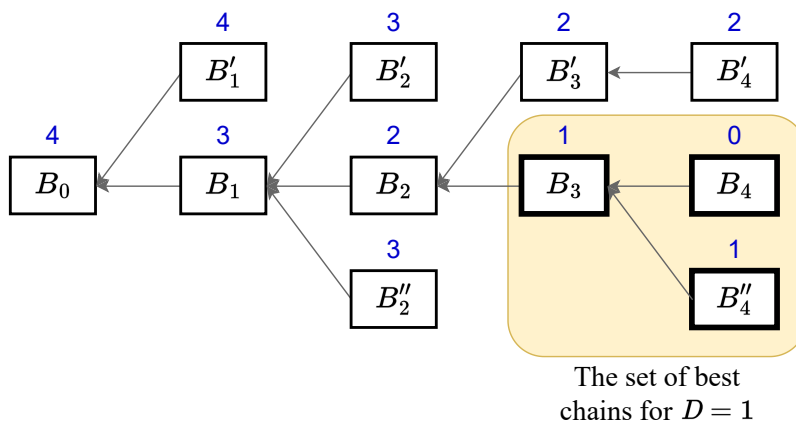 4
3
2
2
B′₁
B′₂
B′₃
B′₄
4
3
2
1
0
B₀
B₁
B₂
B₃
B₄
3
1
B″₂
B″₄
The set of best
chains for D = 1